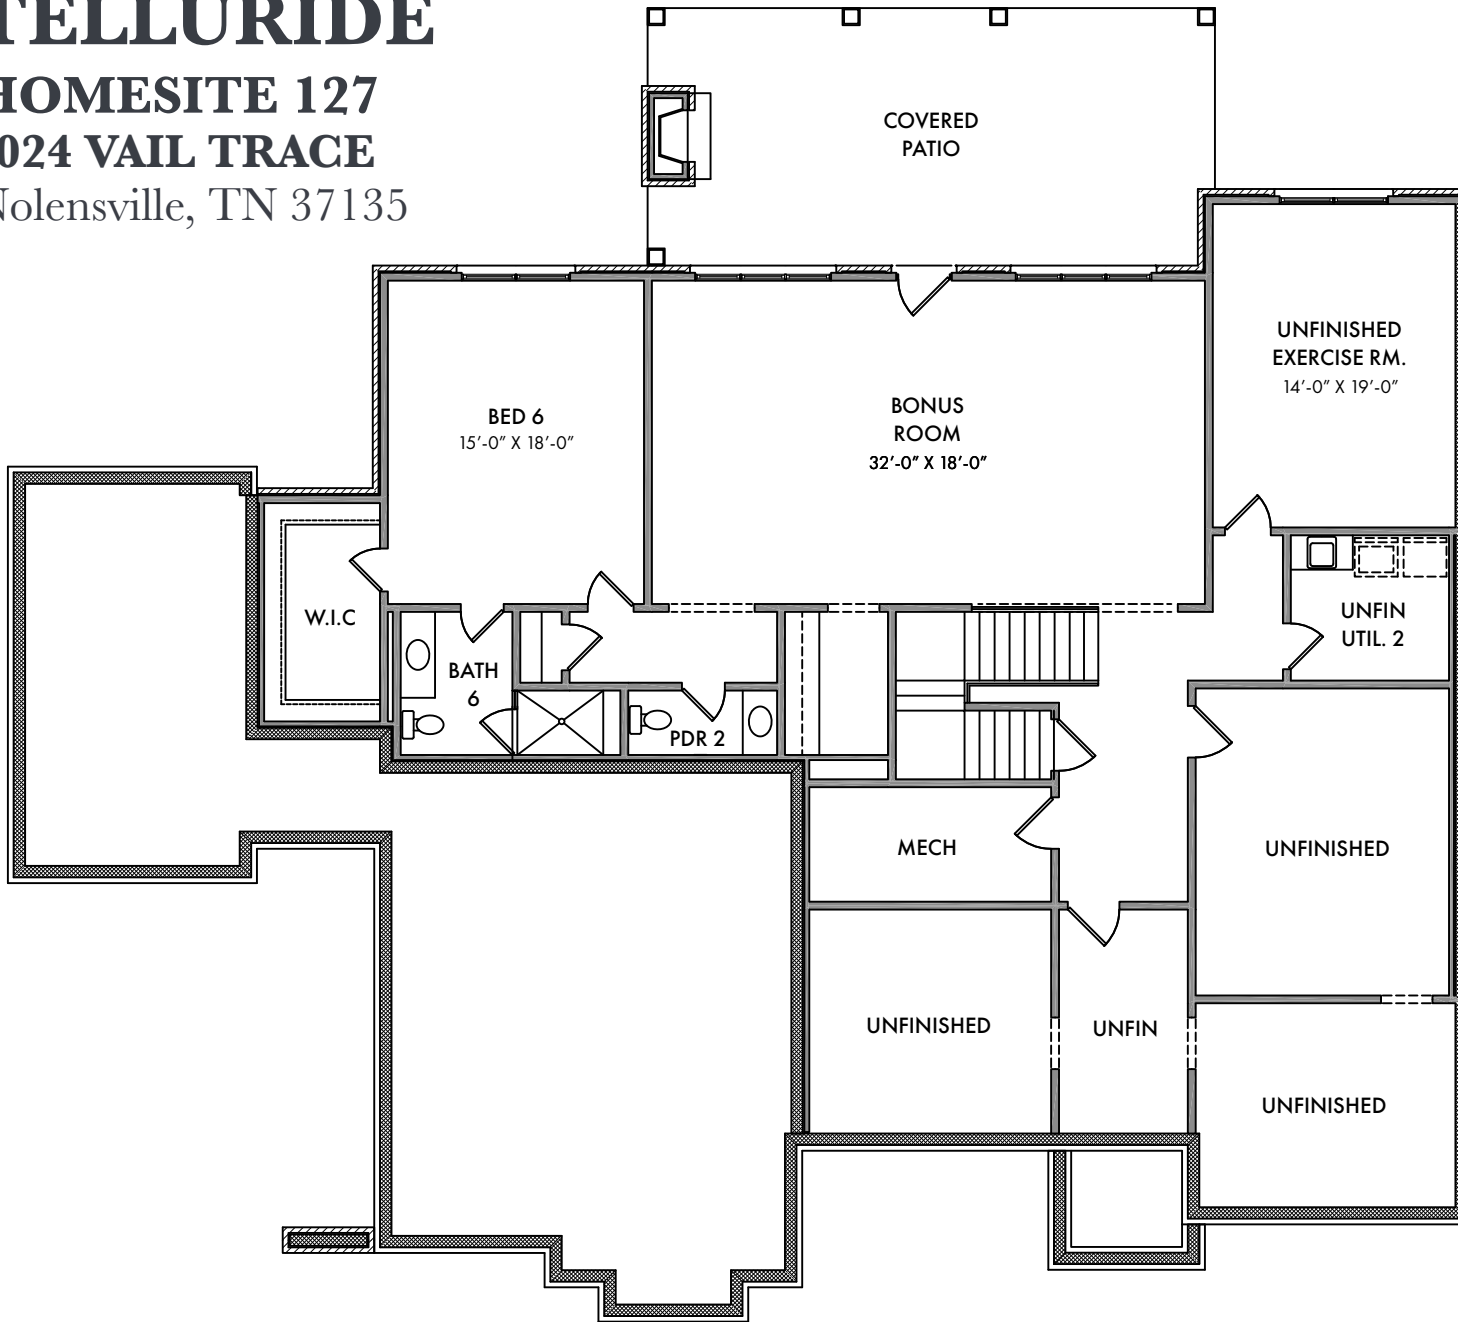 TELLURIDE
HOMESITE 127
024 VAIL TRACE
Nolensville, TN 37135
COVERED
PATIO
UNFINISHED
EXERCISE RM.
14'-0" X 19'-0"
BED 6
15'-0" X 18'-0"
BONUS
ROOM
32'-0" X 18'-0"
W.I.C
BATH
6
PDR 2
UNFIN
UTIL. 2
MECH
UNFINISHED
UNFINISHED
UNFIN
UNFINISHED